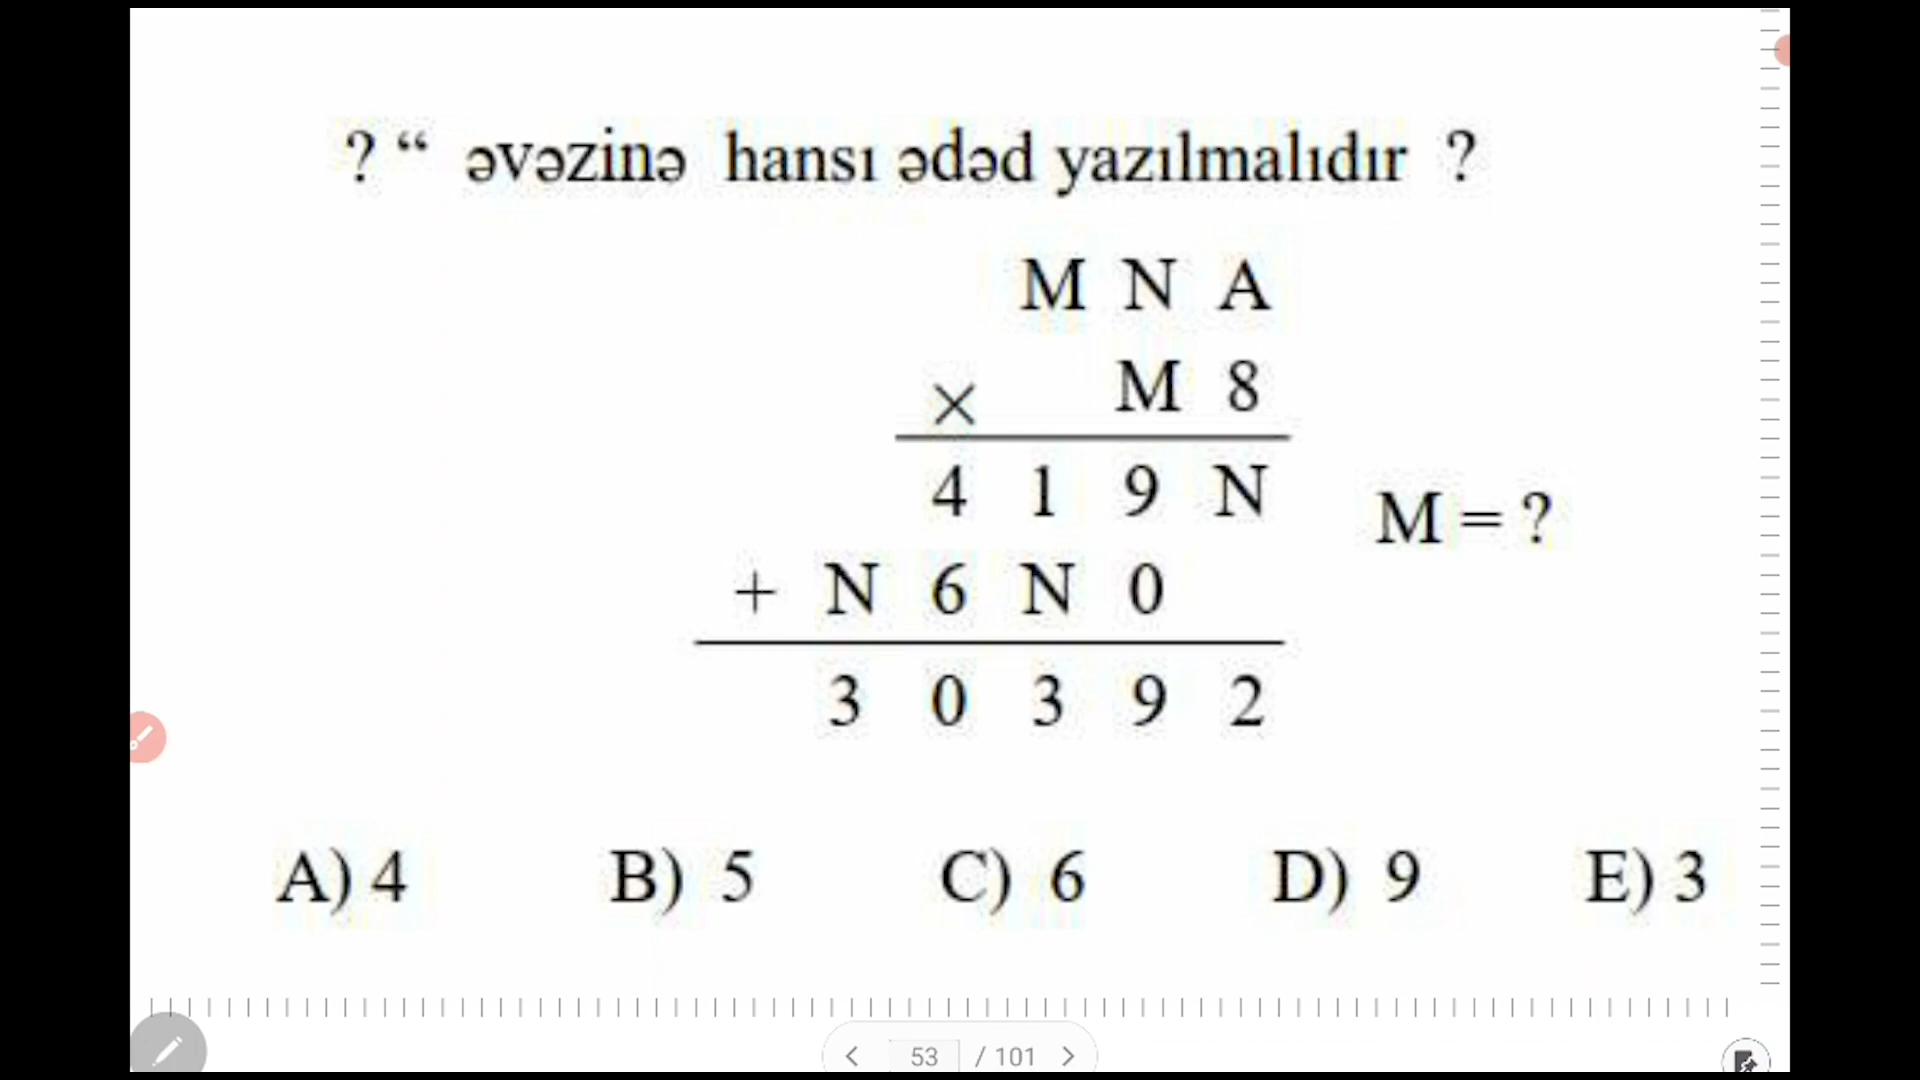 ? “ əvəzinə hansı ədəd yazılmalıdır ?
M N A
× M 8
4 1 9 N
M = ?
+ N 6 N 0
3 0 3 9 2
A) 4 B) 5 C) 6 D) 9 E) 3
53 / 101